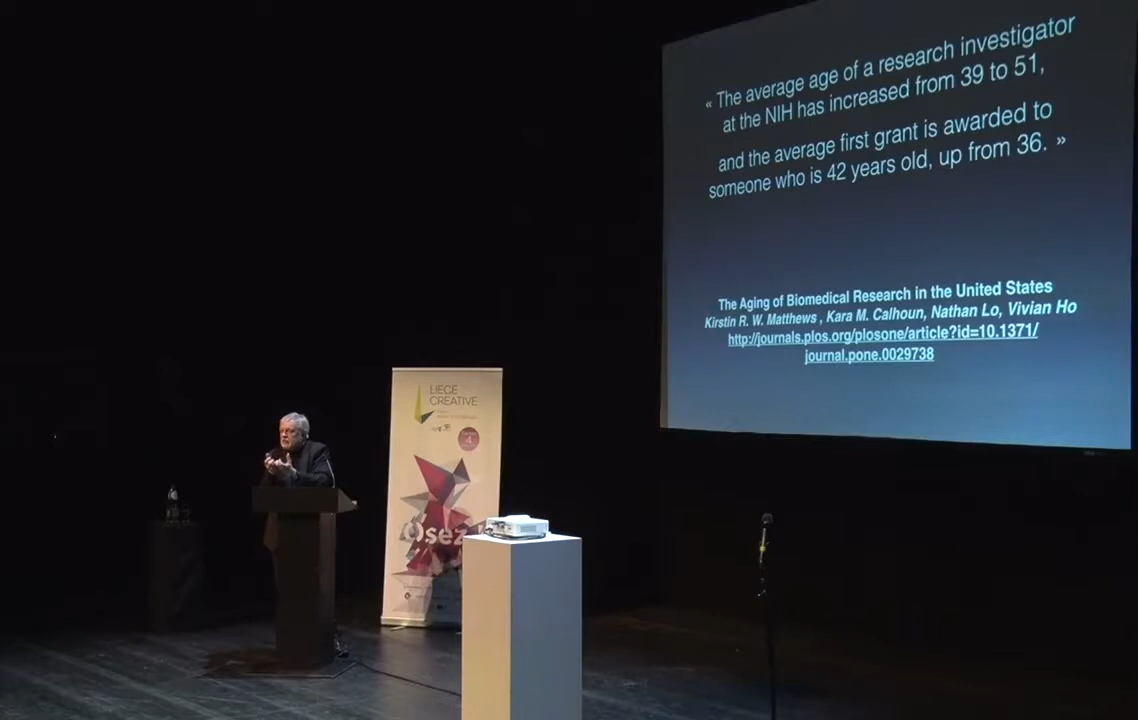 « The average age of a research investigator
at the NIH has increased from 39 to 51,
and the average first grant is awarded to
someone who is 42 years old, up from 36. »
The Aging of Biomedical Research in the United States
Kirstin R. W. Matthews , Kara M. Calhoun, Nathan Lo, Vivian Ho
http://journals.plos.org/plosone/article?id=10.1371/
journal.pone.0029738
LIEGE
CREATIVE
Osez